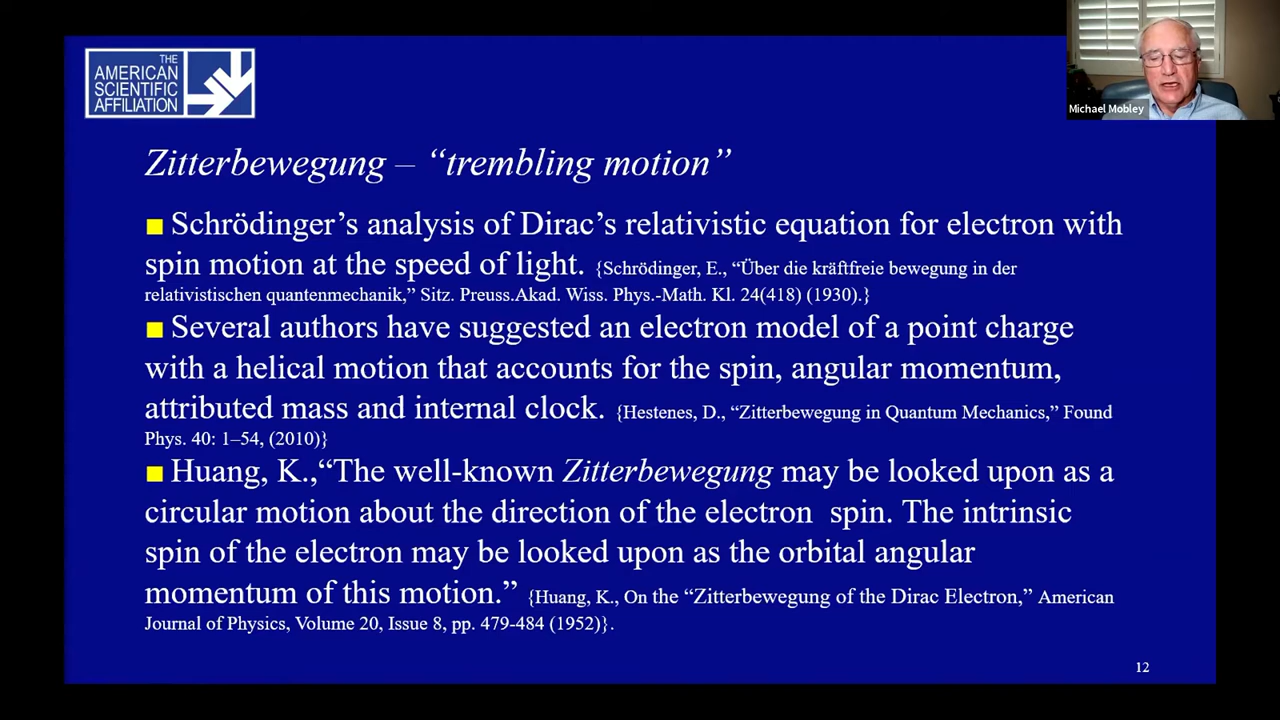 THE
AMERICAN
SCIENTIFIC
AFFILIATION
Michael Mobley
Zitterbewegung – “trembling motion”
■ Schrödinger’s analysis of Dirac’s relativistic equation for electron with
spin motion at the speed of light. {Schrödinger, E., “Über die kräftfreie bewegung in der
relativistischen quantenmechanik,” Sitz. Preuss.Akad. Wiss. Phys.-Math. Kl. 24(418) (1930).}
■ Several authors have suggested an electron model of a point charge
with a helical motion that accounts for the spin, angular momentum,
attributed mass and internal clock. {Hestenes, D., “Zitterbewegung in Quantum Mechanics,” Found
Phys. 40: 1–54, (2010)}
■ Huang, K.,“The well-known Zitterbewegung may be looked upon as a
circular motion about the direction of the electron  spin. The intrinsic
spin of the electron may be looked upon as the orbital angular
momentum of this motion.” {Huang, K., On the “Zitterbewegung of the Dirac Electron,” American
Journal of Physics, Volume 20, Issue 8, pp. 479-484 (1952)}.
12